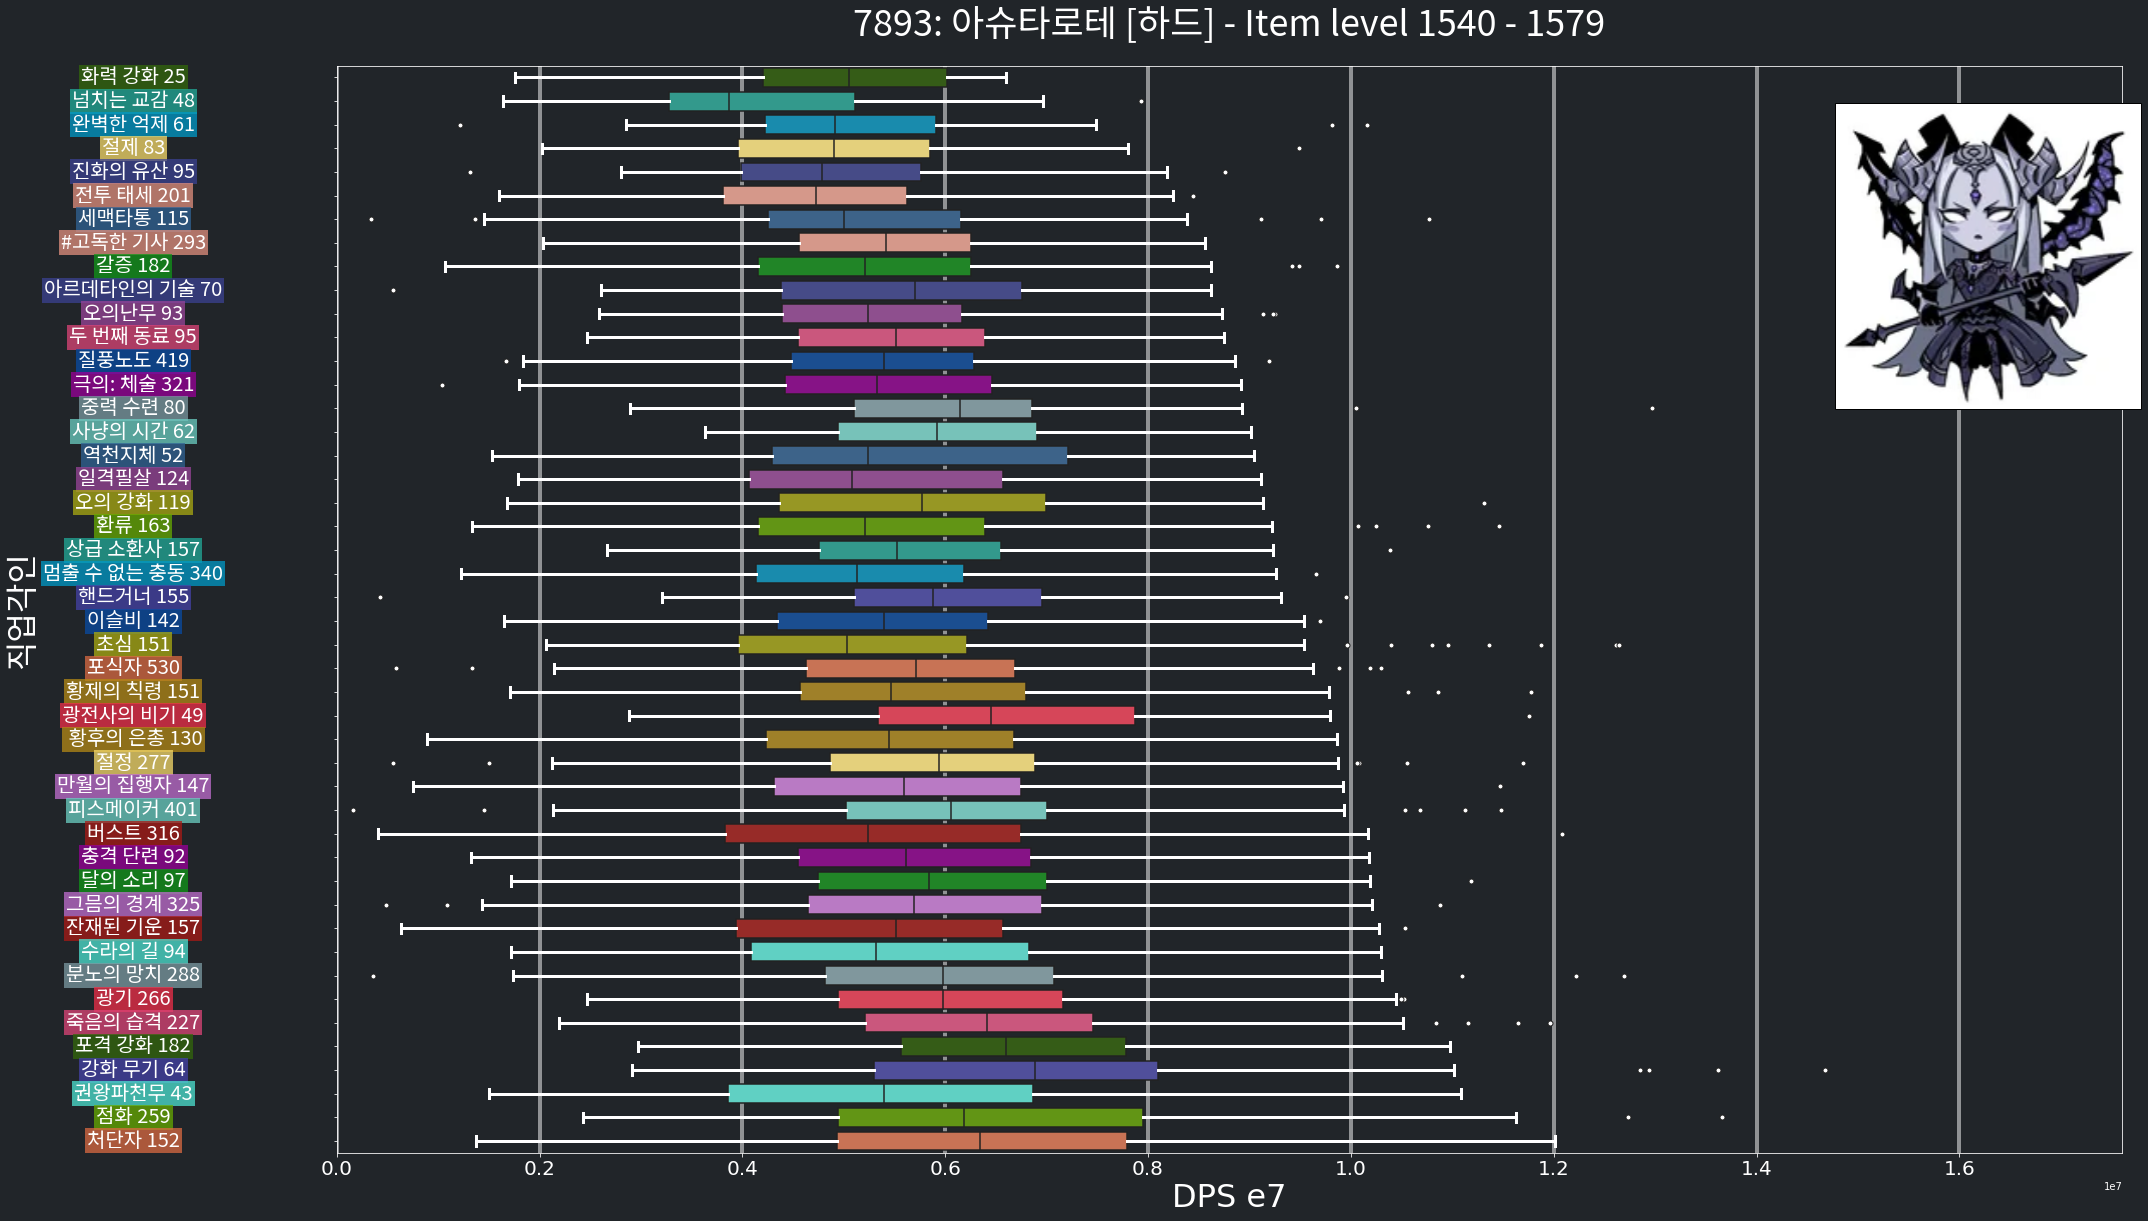 7893: 아슈타로테 [하드] - Item level 1540 - 1579
화력 강화 25
넘치는 교감 48
완벽한 억제 61
절제 83
진화의 유산 95
전투 태세 201
세맥타통 115
#고독한 기사 293
갈증 182
아르데타인의 기술 70
오의난무 93
두 번째 동료 95
질풍노도 419
극의: 체술 321
중력 수련 80
사냥의 시간 62
역천지체 52
일격필살 124
오의 강화 119
환류 163
상급 소환사 157
멈출 수 없는 충동 340
핸드거너 155
이슬비 142
초심 151
포식자 530
황제의 칙령 151
광전사의 비기 49
황후의 은총 130
절정 277
만월의 집행자 147
피스메이커 401
버스트 316
충격 단련 92
달의 소리 97
그믐의 경계 325
잔재된 기운 157
수라의 길 94
분노의 망치 288
광기 266
죽음의 습격 227
포격 강화 182
강화 무기 64
권왕파천무 43
점화 259
처단자 152
직업각인
0.0 0.2 0.4 0.6 0.8 1.0 1.2 1.4 1.6
DPS e7
1e7